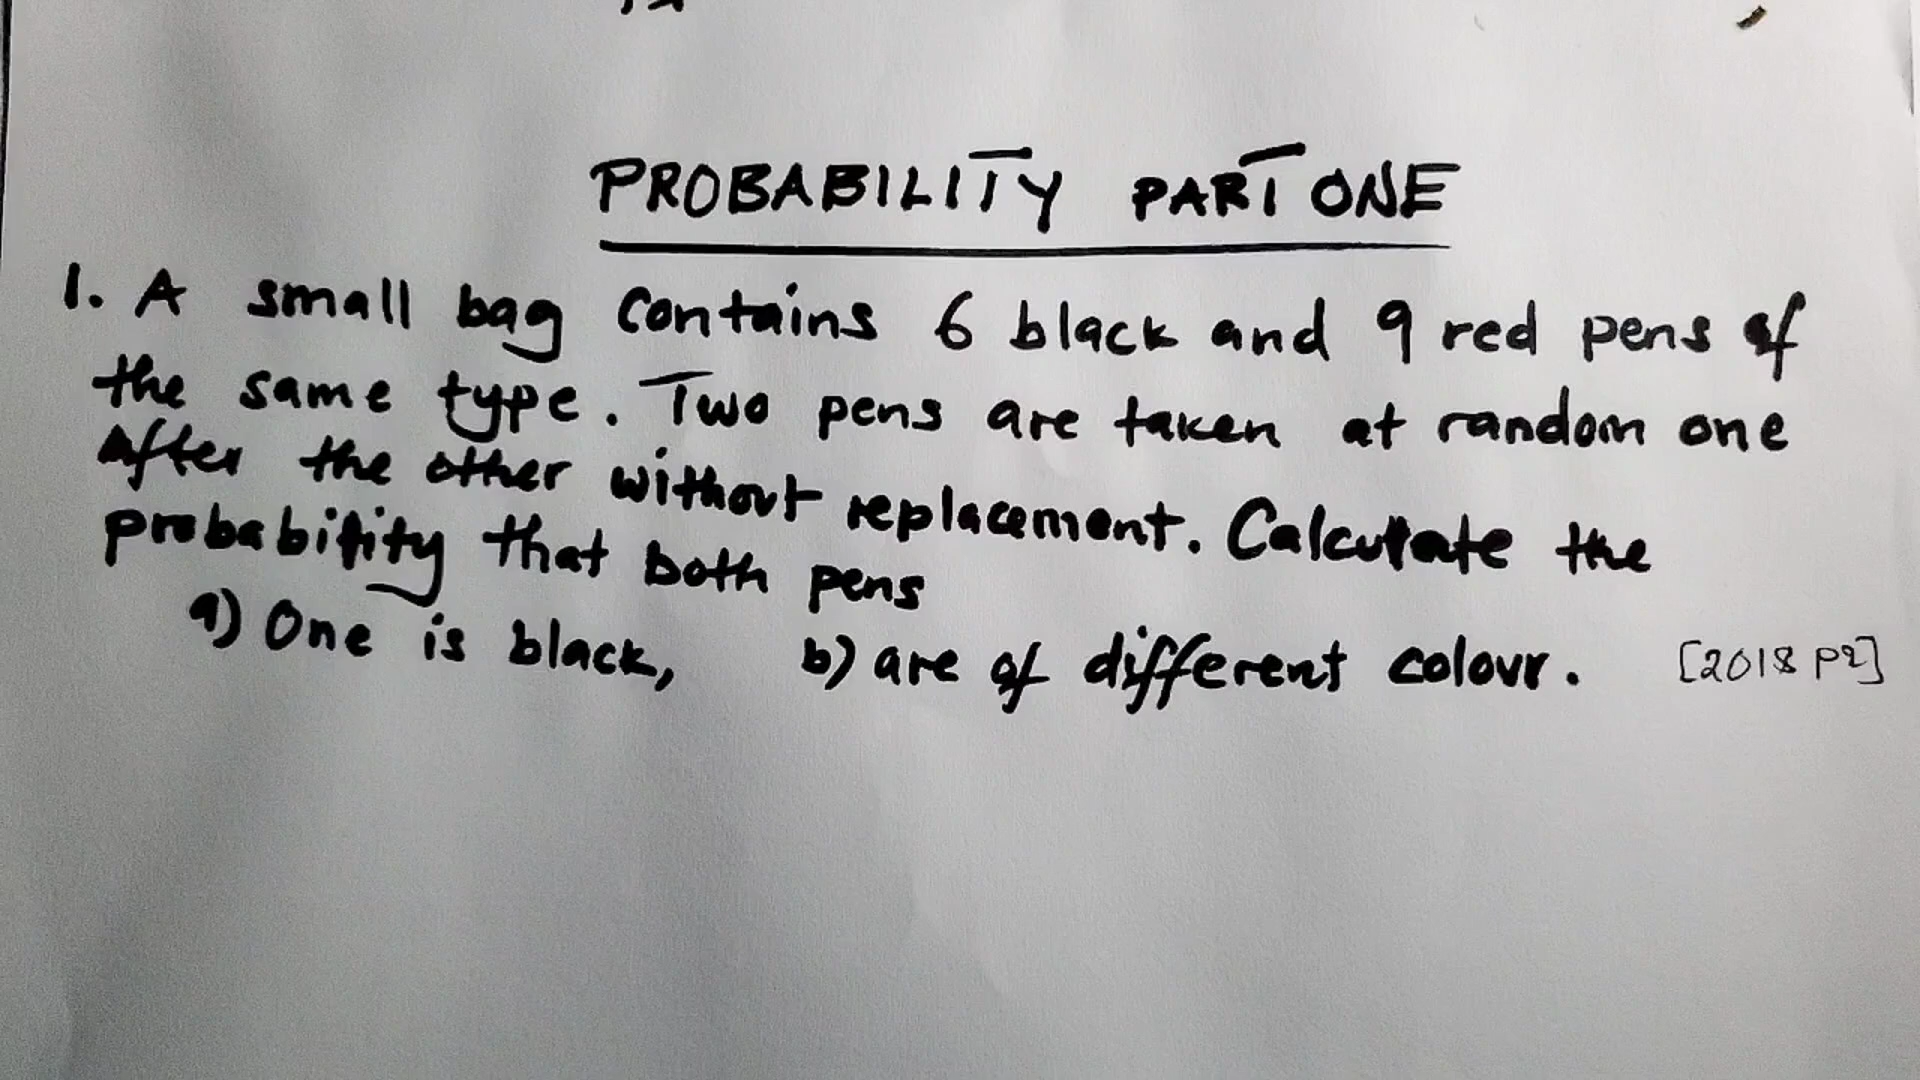 PROBABILITY PART ONE
1. A small bag contains 6 black and 9 red pens of
the same type. Two pens are taken at random one
after the other without replacement. Calculate the
probability that both pens
a) One is black, b) are of different colour. [2018 P2]